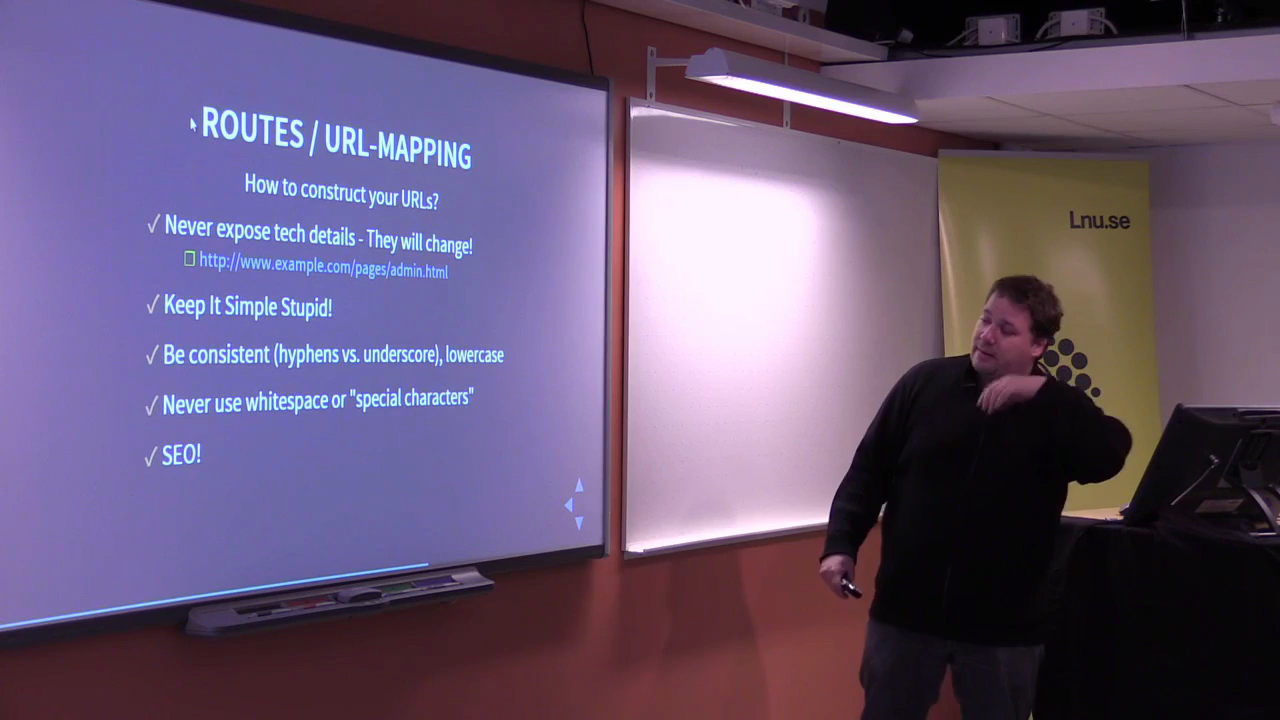 ROUTES / URL-MAPPING
How to construct your URLs?
✓ Never expose tech details - They will change!
http://www.example.com/pages/admin.html
✓ Keep It Simple Stupid!
✓ Be consistent (hyphens vs. underscore), lowercase
✓ Never use whitespace or "special characters"
✓ SEO!
Lnu.se